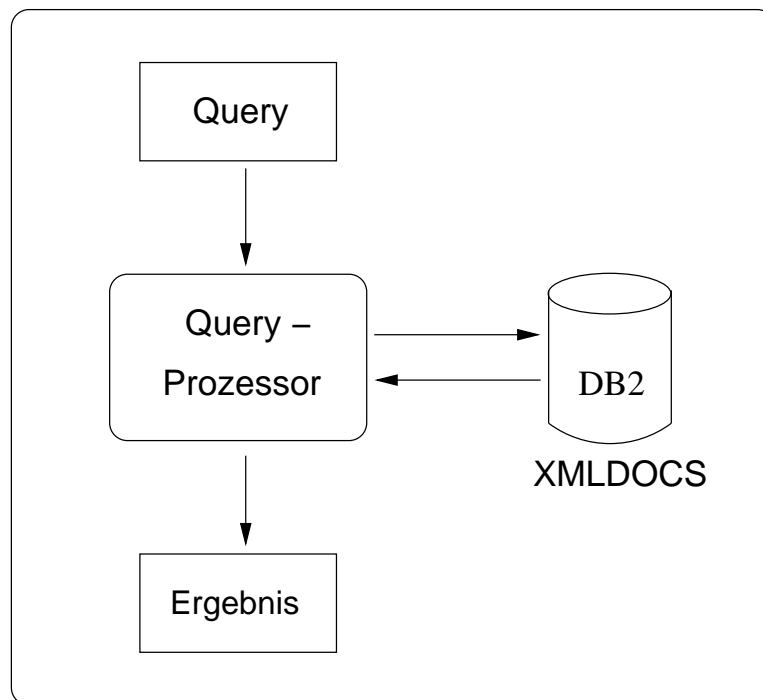 Query
Query –
Prozessor
DB2
XMLDOCS
Ergebnis